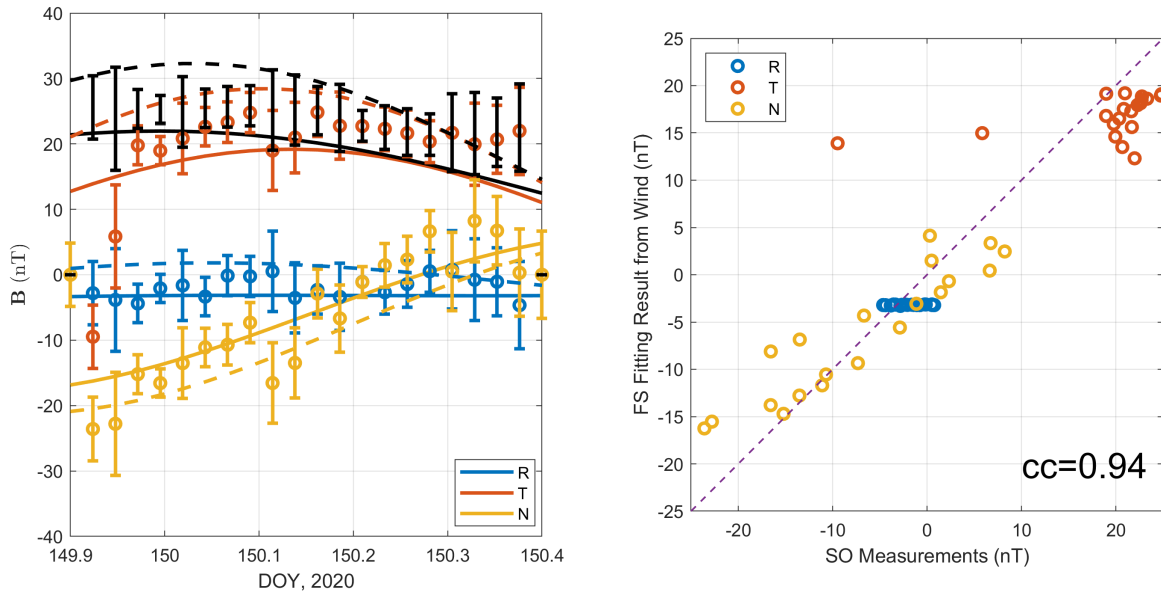 40
30
20
10
0
-10
-20
-30
-40
B (nT)
149.9
150
150.1
150.2
150.3
150.4
DOY, 2020
R
T
N
25
20
15
10
5
0
-5
-10
-15
-20
-25
FS Fitting Result from Wind (nT)
R
T
N
cc=0.94
-20
-10
0
10
20
SO Measurements (nT)